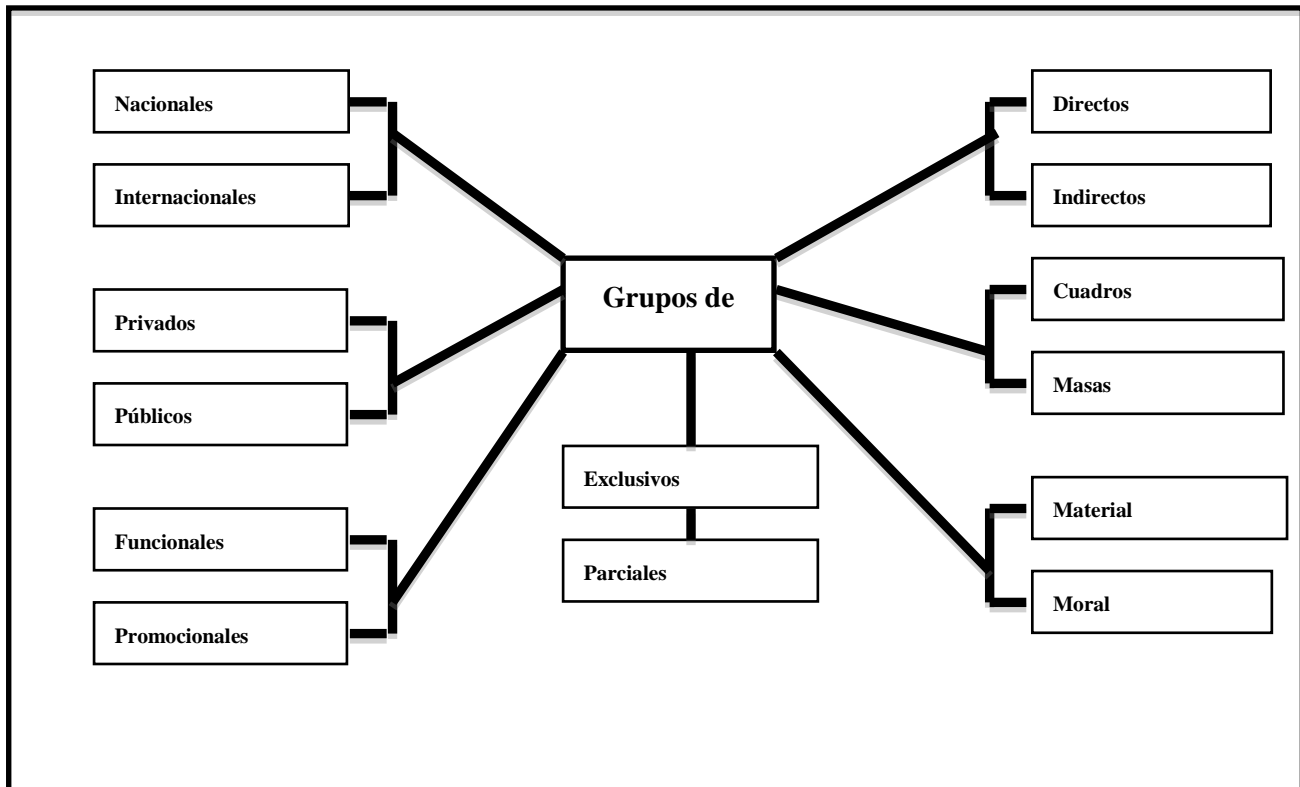 Nacionales
Internacionales
Privados
Públicos
Funcionales
Promocionales
Grupos de
Exclusivos
Parciales
Directos
Indirectos
Cuadros
Masas
Material
Moral